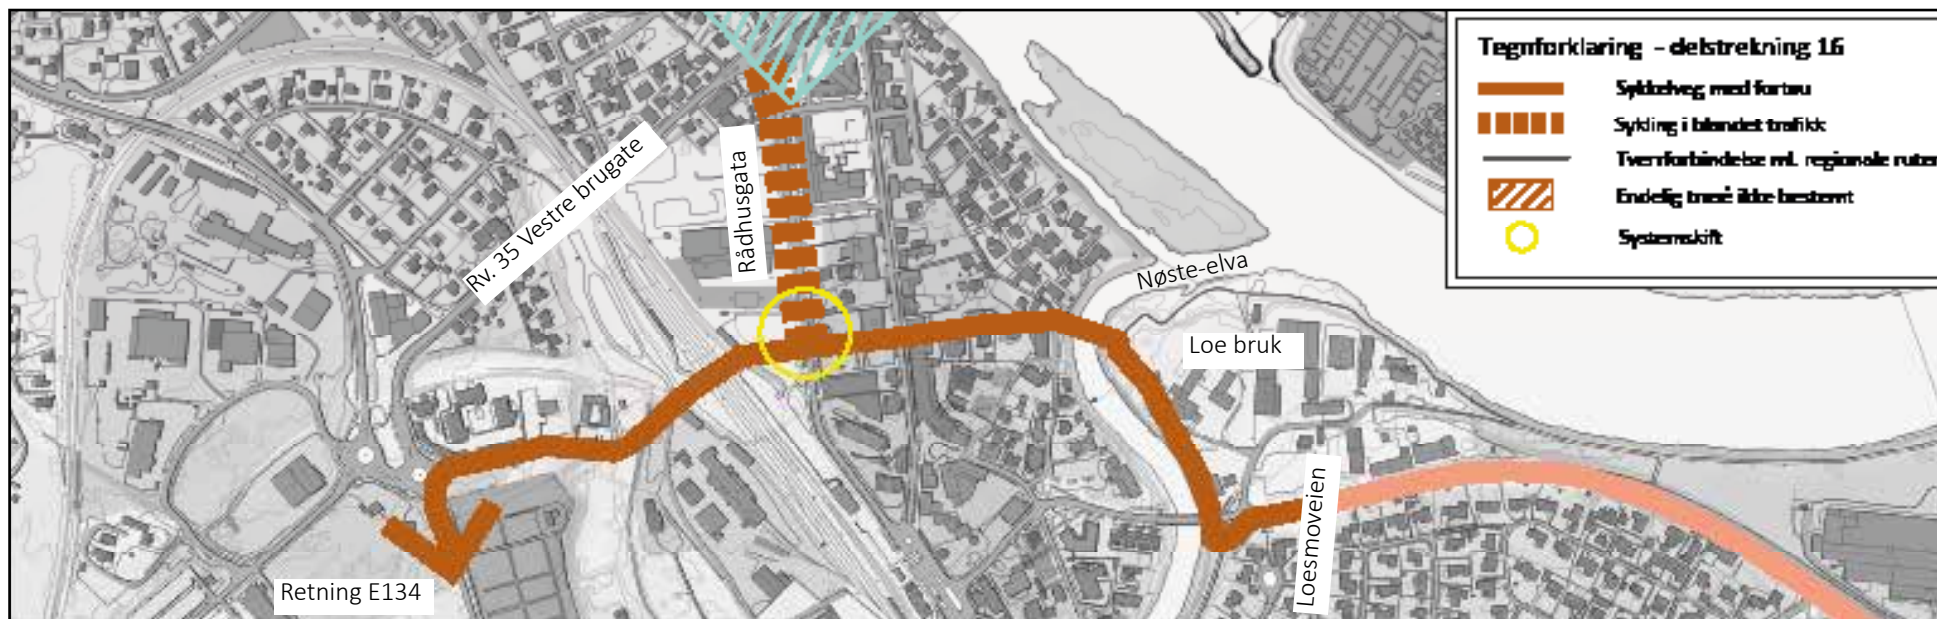 Tegnforklaring - delstrekning 16
Sykkelveg med fortau
Sykling i blandet trafikk
Tverrforbindelse ml. regionale ruter
Endelig trasé ikke bestemt
Systemskift
Rv. 35 Vestre brugate
Rådhusgata
Nøste-elva
Loe bruk
Loesmoveien
Retning E134